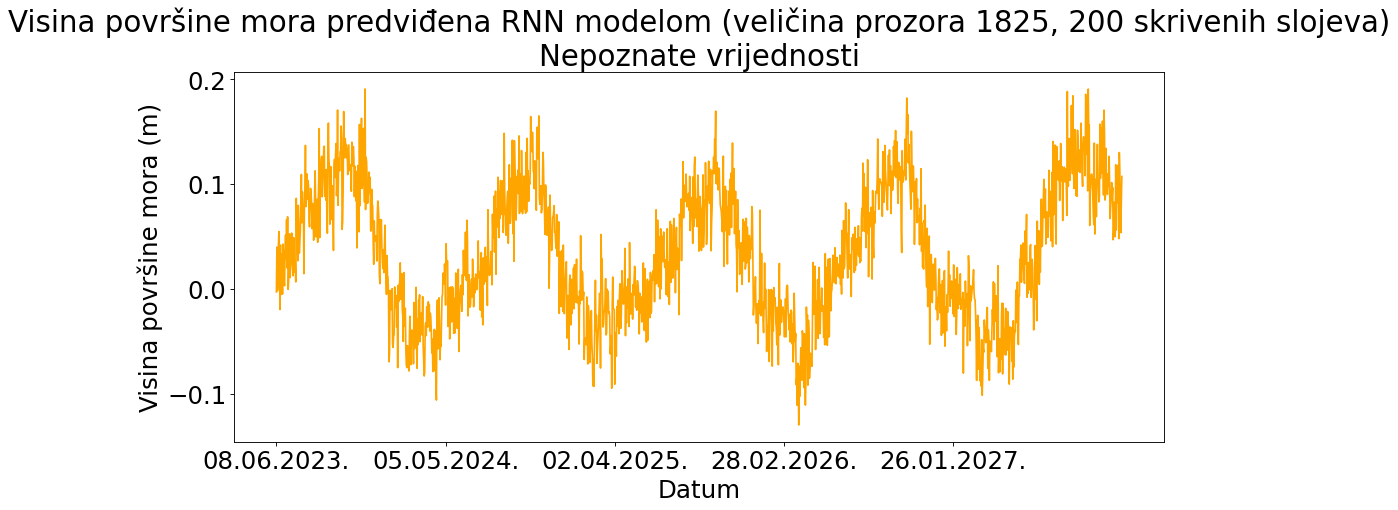 Visina površine mora predviđena RNN modelom (veličina prozora 1825, 200 skrivenih slojeva)
Nepoznate vrijednosti
Visina površine mora (m)
0.2
0.1
0.0
−0.1
08.06.2023. 05.05.2024. 02.04.2025. 28.02.2026. 26.01.2027.
Datum